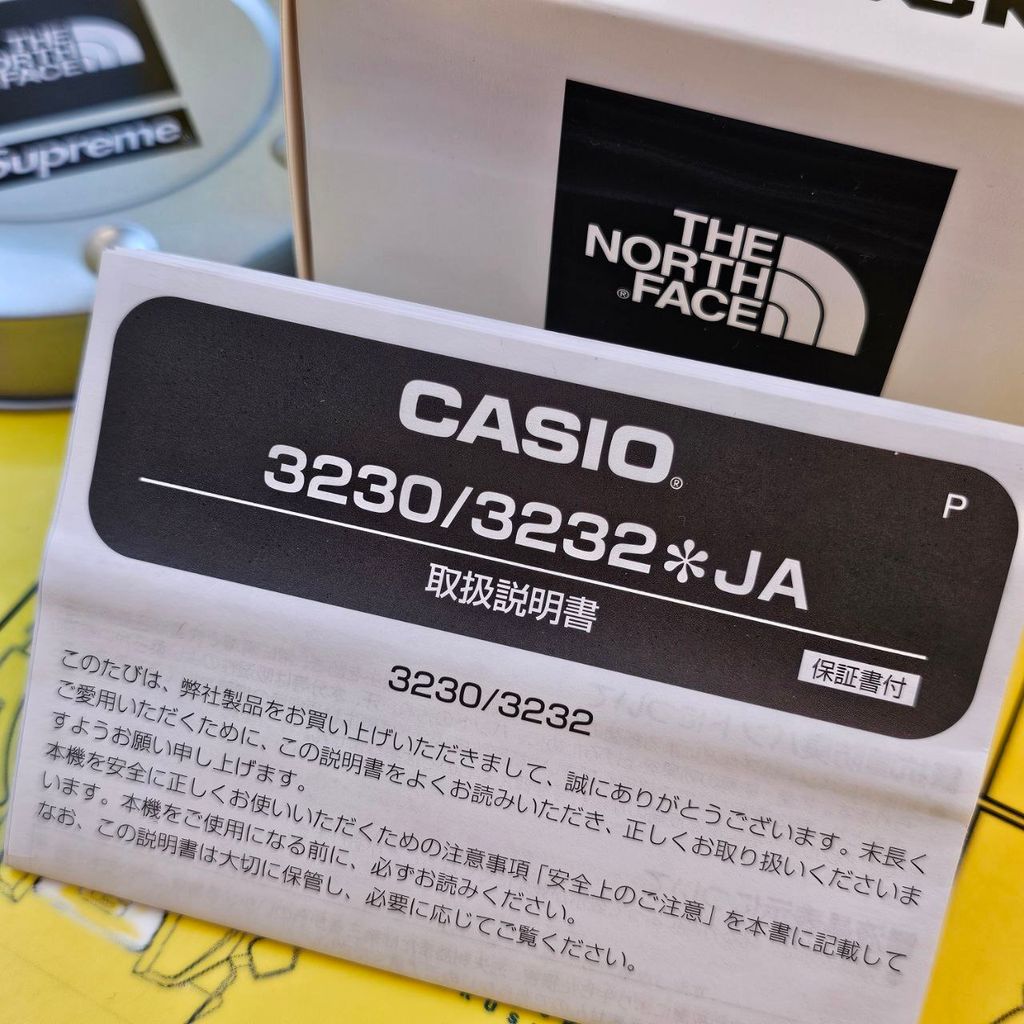 THE
NORTH
FACE
Supreme
THE
NORTH
®FACE
CASIO®
3230/3232✻JA
P
取扱説明書
保証書付
3230/3232
このたびは、弊社製品をお買い上げいただきまして、誠にありがとうございます。末長く
ご愛用いただくために、この説明書をよくお読みいただき、正しくお取り扱いくださいま
すようお願い申し上げます。
本機を安全に正しくお使いいただくための注意事項「安全上のご注意」を本書に記載して
います。本機をご使用になる前に、必ずお読みください。
なお、この説明書は大切に保管し、必要に応じてご覧ください。